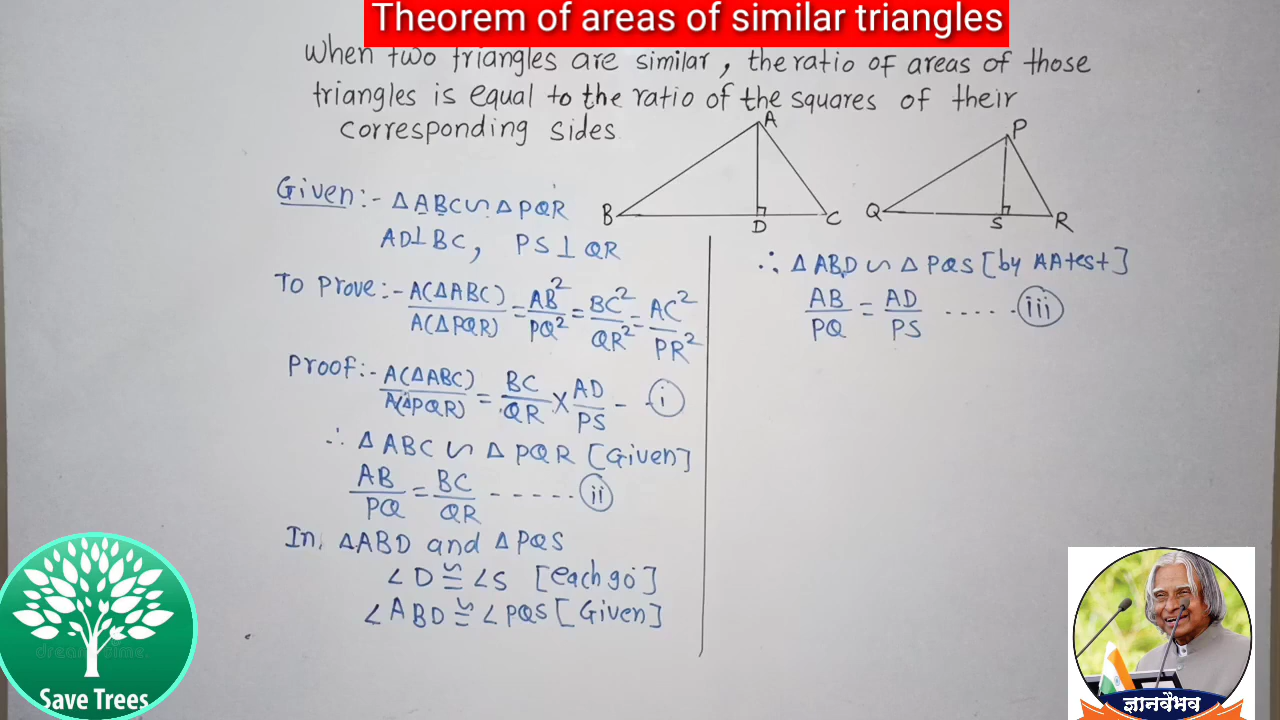 Theorem of areas of similar triangles
When two triangles are similar, the ratio of areas of those
triangles is equal to the ratio of the squares of their
corresponding sides
A
B
D
C
P
Q
S
R
Given:- ΔABC ∽ ΔPQR
AD⊥BC, PS⊥QR
To Prove:- A(ΔABC)/A(ΔPQR) = AB²/PQ² = BC²/QR² = AC²/PR²
Proof:- A(ΔABC)/A(ΔPQR) = BC/QR × AD/PS - - (i)
∴ ΔABC ∽ ΔPQR [Given]
AB/PQ = BC/QR ------ (ii)
In, ΔABD and ΔPQS
∠D ≅ ∠S [each 90°]
∠ABD ≅ ∠PQS [Given]
∴ ΔABD ∽ ΔPQS [by AA test]
AB/PQ = AD/PS ...... (iii)
Save Trees
ज्ञानवैभव